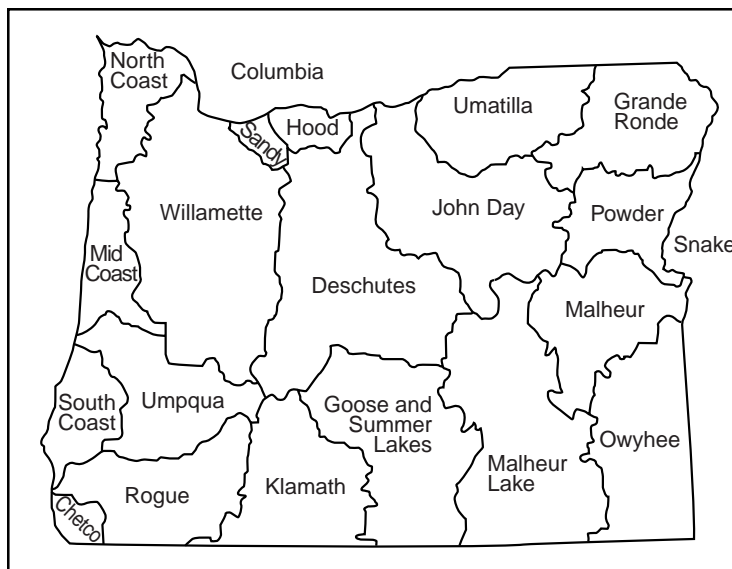 North
Coast
Columbia
Umatilla
Grande
Ronde
Hood
Sandy
Willamette
John Day
Powder
Snake
Mid
Coast
Deschutes
Malheur
South
Coast
Umpqua
Goose and
Summer
Lakes
Owyhee
Malheur
Lake
Rogue
Klamath
Chetco